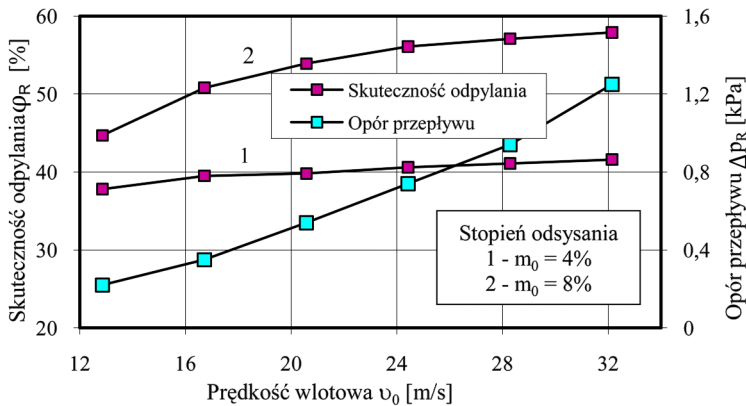 Skuteczność odpylania φR [%]
60
50
40
30
20
2
1
Skuteczność odpylania
Opór przepływu
Stopień odsysania
1 - m0 = 4%
2 - m0 = 8%
1,6
1,2
0,8
0,4
0
Opór przepływu ΔpR [kPa]
12 16 20 24 28 32
Prędkość wlotowa υ0 [m/s]